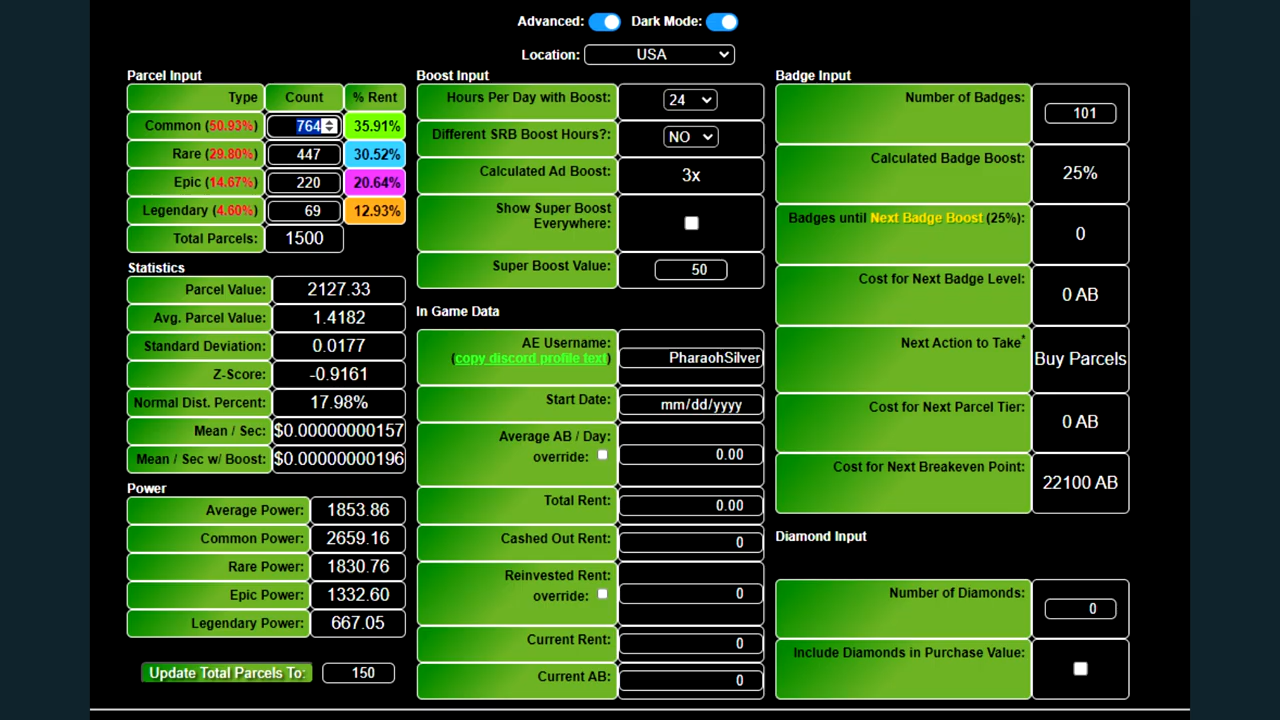 Advanced: Dark Mode:
Location: USA
Parcel Input
Type Count % Rent
Common (50.93%) 764 35.91%
Rare (29.80%) 447 30.52%
Epic (14.67%) 220 20.64%
Legendary (4.60%) 69 12.93%
Total Parcels: 1500
Statistics
Parcel Value: 2127.33
Avg. Parcel Value: 1.4182
Standard Deviation: 0.0177
Z-Score: -0.9161
Normal Dist. Percent: 17.98%
Mean / Sec: $0.00000000157
Mean / Sec w/ Boost: $0.00000000196
Power
Average Power: 1853.86
Common Power: 2659.16
Rare Power: 1830.76
Epic Power: 1332.60
Legendary Power: 667.05
Update Total Parcels To: 150
Boost Input
Hours Per Day with Boost: 24
Different SRB Boost Hours?: NO
Calculated Ad Boost: 3x
Show Super Boost
Everywhere:
Super Boost Value: 50
In Game Data
AE Username:
(copy discord profile text) PharaohSilver
Start Date: mm/dd/yyyy
Average AB / Day:
override: 0.00
Total Rent: 0.00
Cashed Out Rent: 0
Reinvested Rent:
override: 0
Current Rent: 0
Current AB: 0
Badge Input
Number of Badges: 101
Calculated Badge Boost: 25%
Badges until Next Badge Boost (25%): 0
Cost for Next Badge Level: 0 AB
Next Action to Take* Buy Parcels
Cost for Next Parcel Tier: 0 AB
Cost for Next Breakeven Point: 22100 AB
Diamond Input
Number of Diamonds: 0
Include Diamonds in Purchase Value: